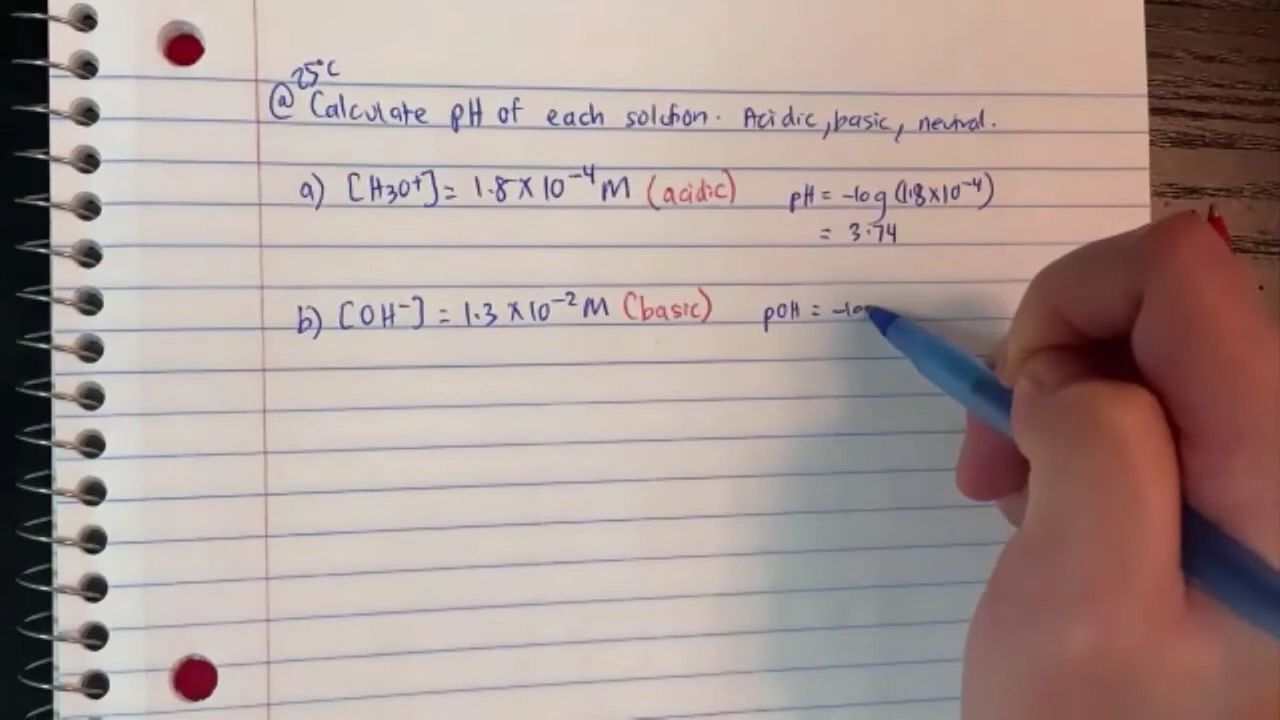 25°C
@ Calculate pH of each solution. Acidic, basic, neutral.
a) [H3O+] = 1.8 x 10⁻⁴ M (acidic) pH = -log (1.8x10⁻⁴)
= 3.74
b) [OH⁻] = 1.3 x 10⁻² M (basic) pOH = -lo